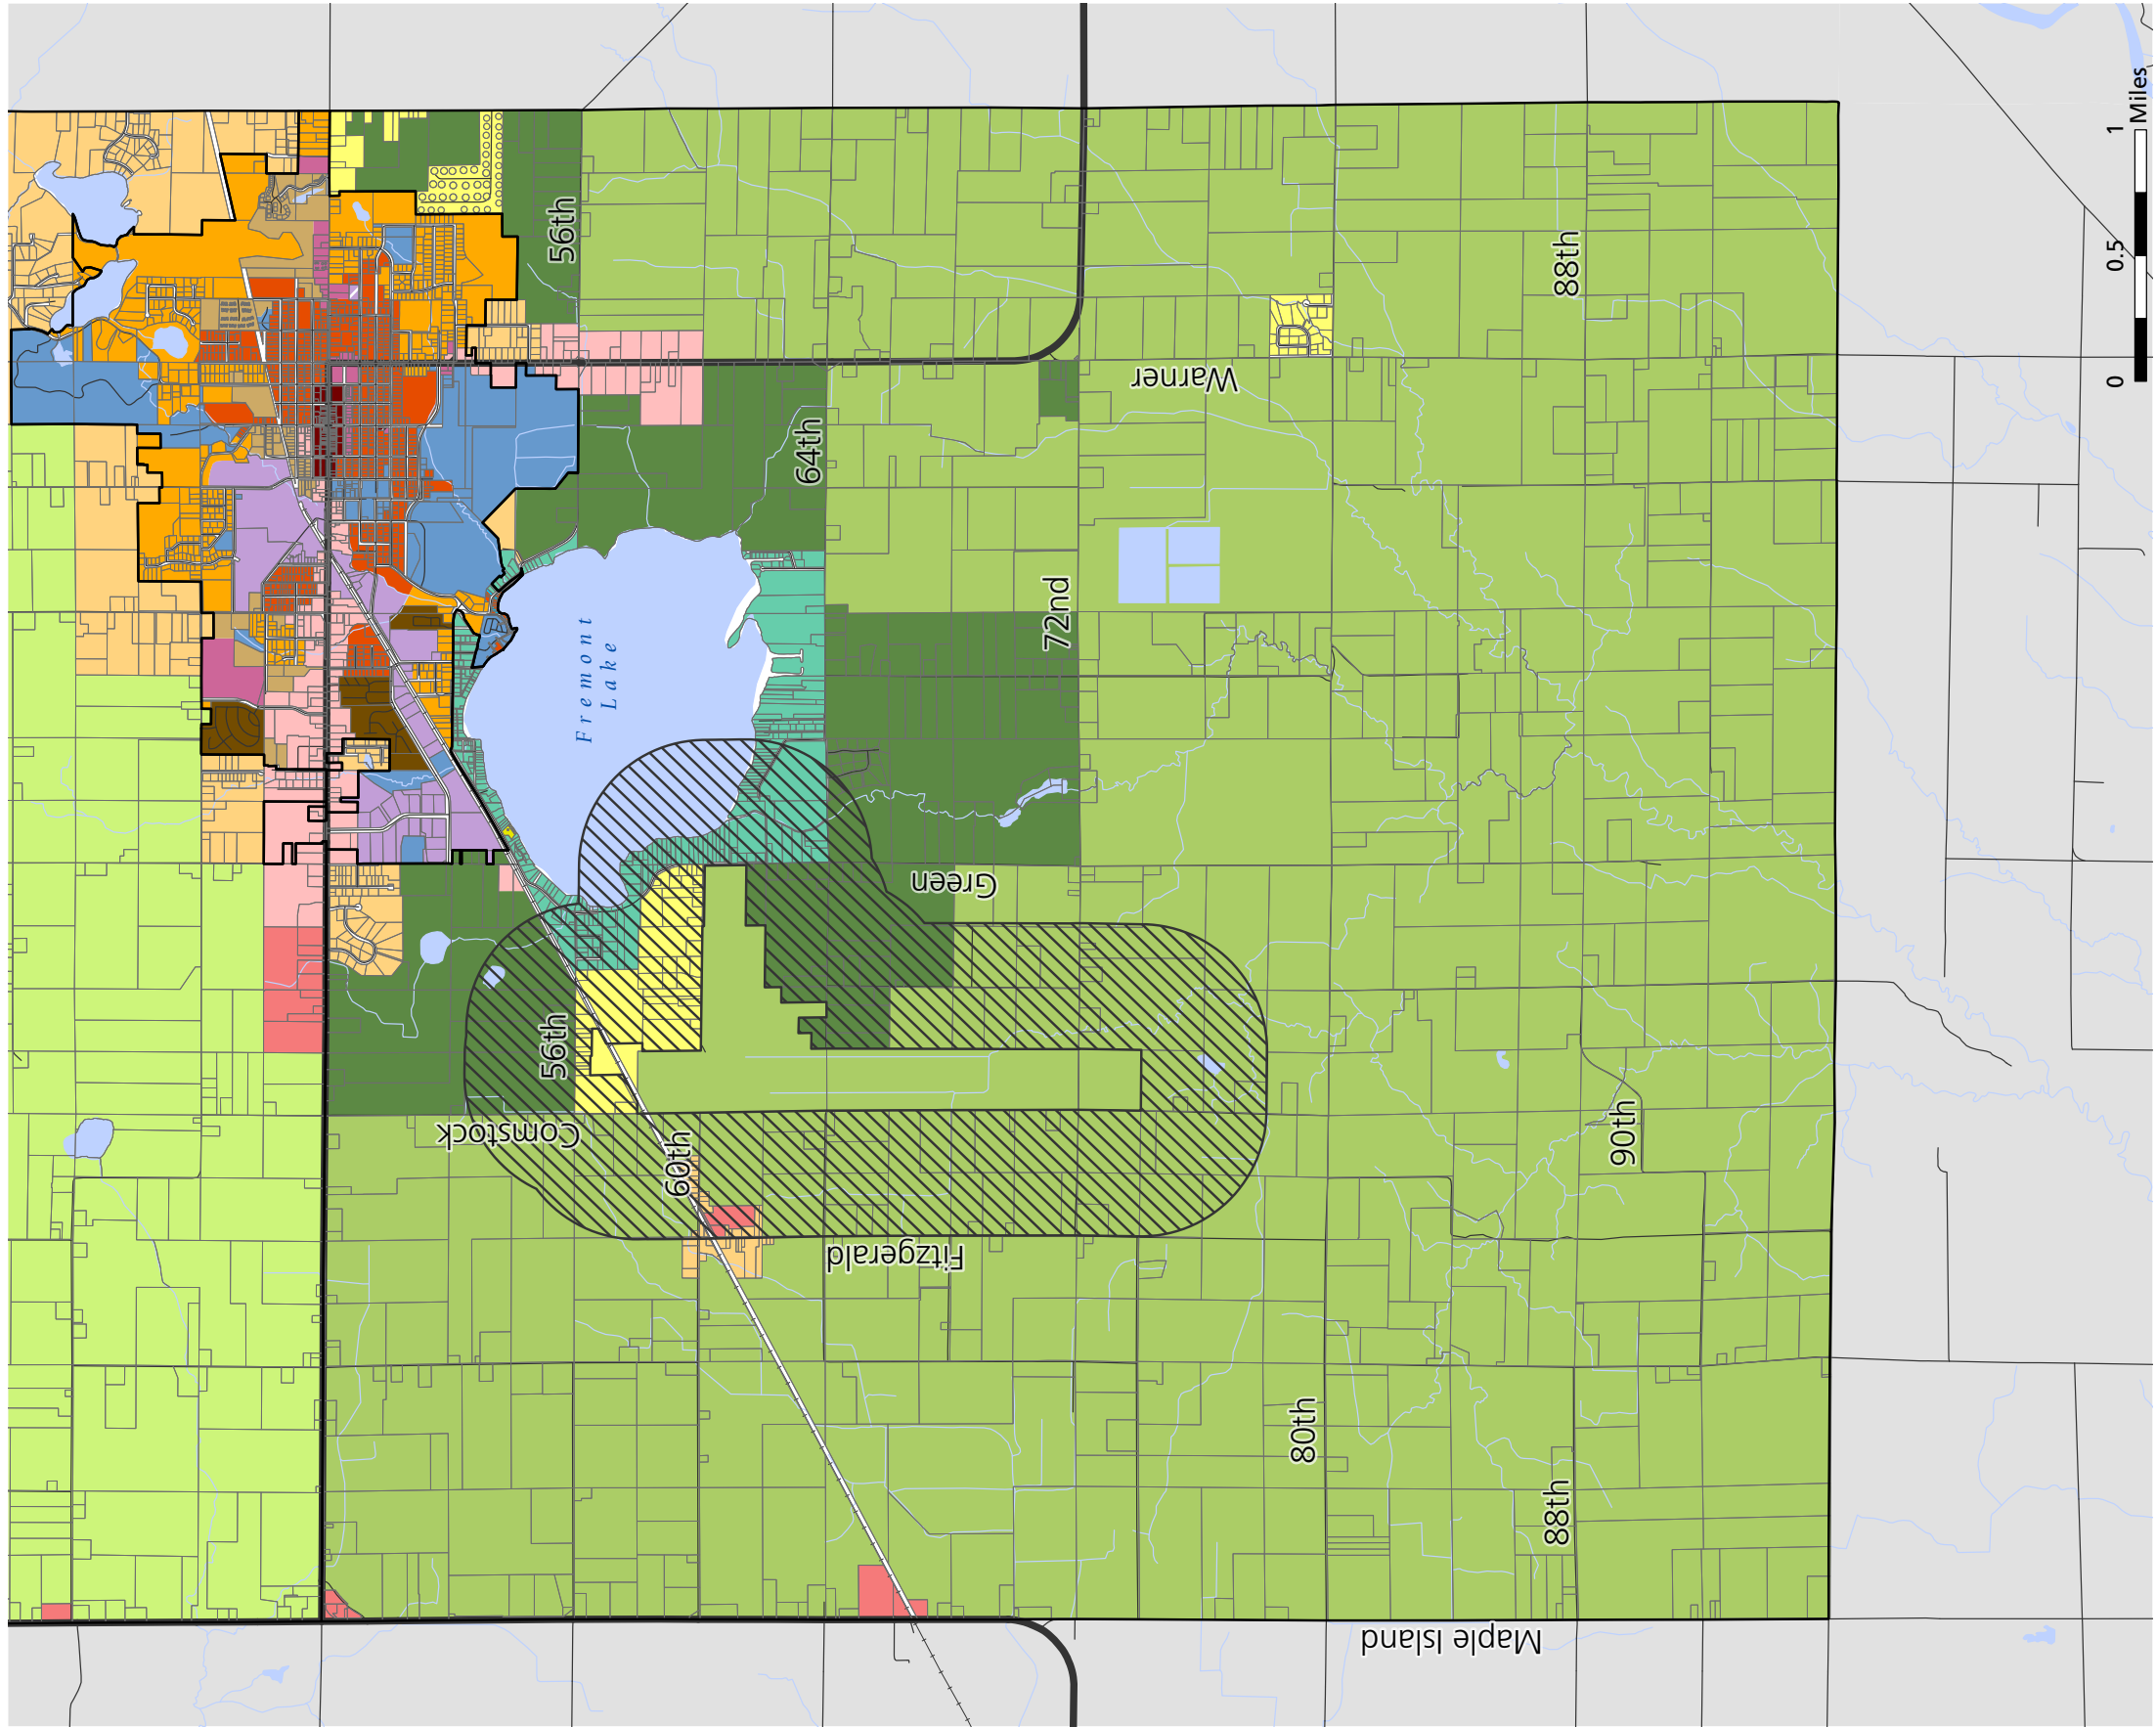 1
Miles
0.5
0
56th
88th
Warner
64th
72nd
Fremont
Lake
Green
56th
Comstock
60th
90th
Fitzgerald
80th
88th
Maple Island